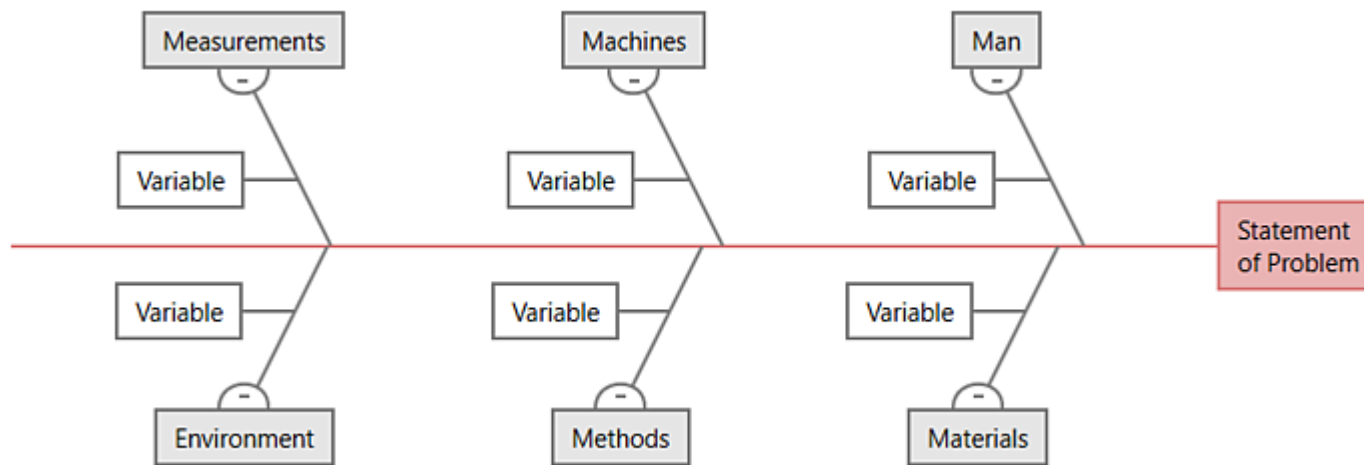 Measurements
Machines
Man
Variable
Variable
Variable
Statement
of Problem
Variable
Variable
Variable
Environment
Methods
Materials